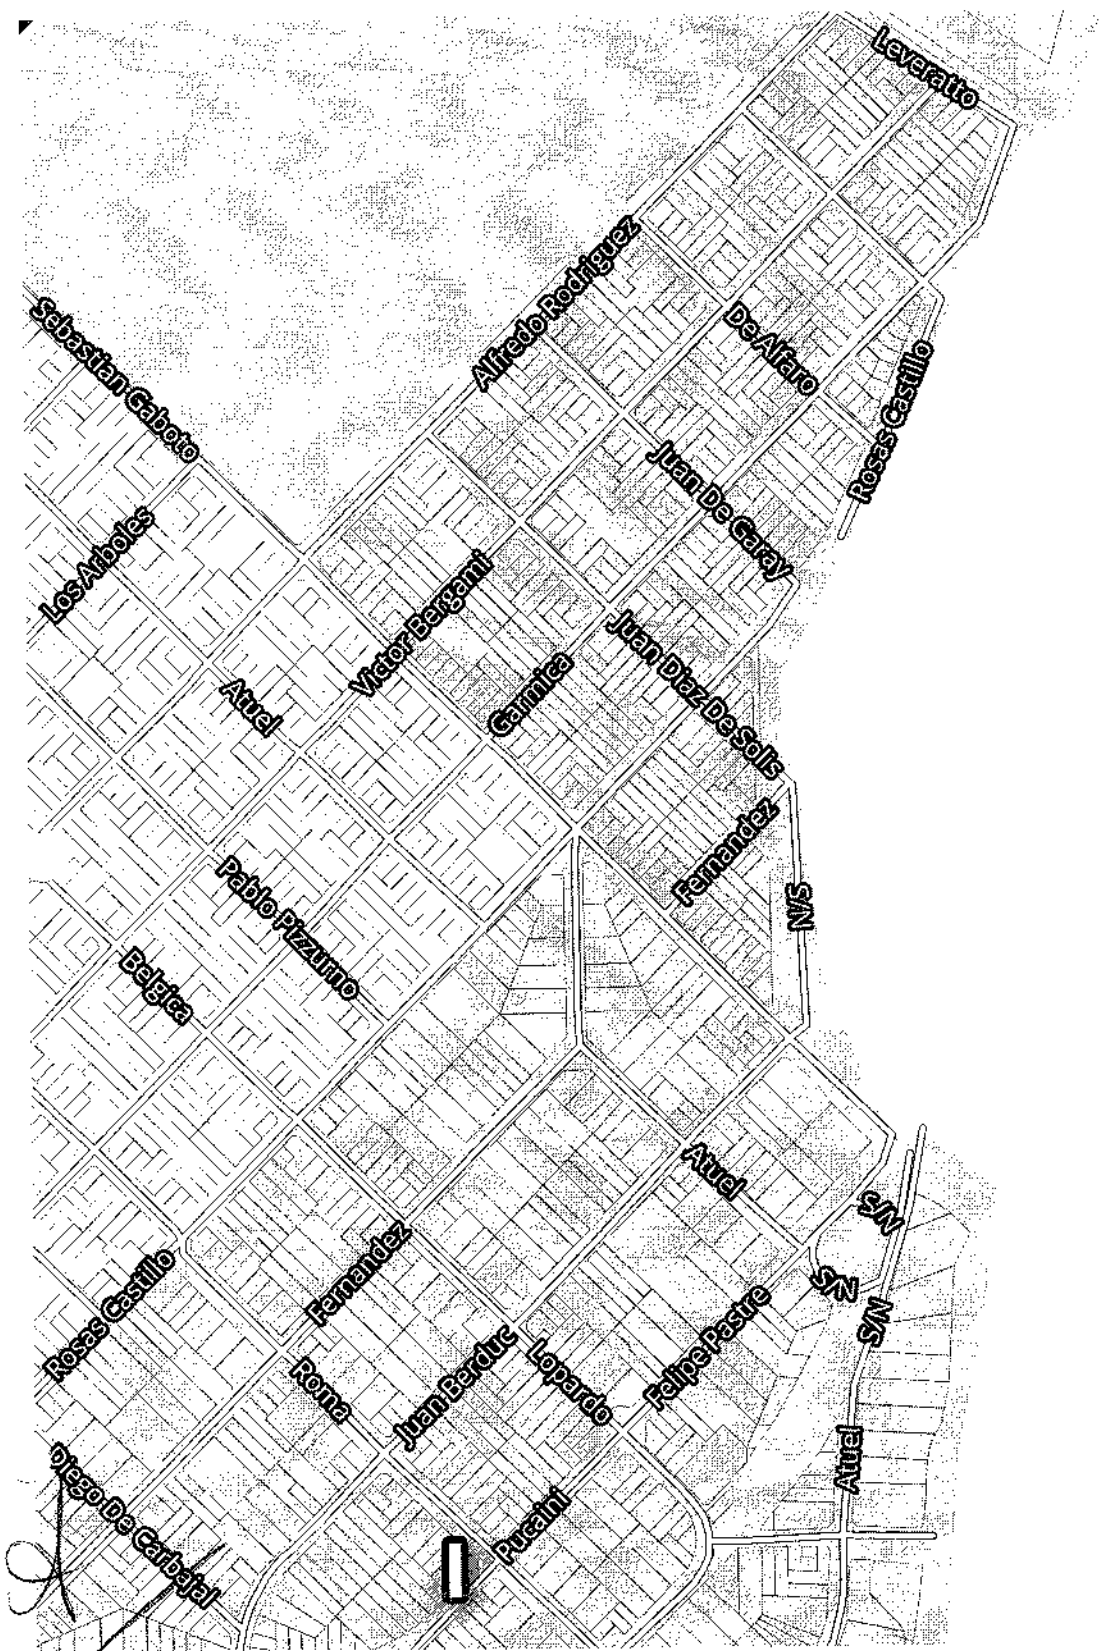 Leveratto
Alfredo Rodriguez
De Alfaro
Sebastian Gaboto
Rosas Castillo
Juan De Garay
Los Arboles
Victor Bergami
Juan Diaz De Solis
Garmica
Atuel
Fernandez
S/N
Pablo Pizzurno
Belgica
Atuel
S/N
Fernandez
S/N
Rosas Castillo
S/N
Felipe Pastre
Juan Berduc
Lopardo
Roma
Atuel
Diego De Carbajal
Pucaini